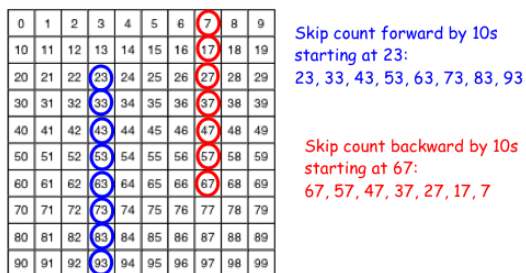 0 1 2 3 4 5 6 7 8 9
10 11 12 13 14 15 16 17 18 19
20 21 22 23 24 25 26 27 28 29
30 31 32 33 34 35 36 37 38 39
40 41 42 43 44 45 46 47 48 49
50 51 52 53 54 55 56 57 58 59
60 61 62 63 64 65 66 67 68 69
70 71 72 73 74 75 76 77 78 79
80 81 82 83 84 85 86 87 88 89
90 91 92 93 94 95 96 97 98 99
Skip count forward by 10s
starting at 23:
23, 33, 43, 53, 63, 73, 83, 93
Skip count backward by 10s
starting at 67:
67, 57, 47, 37, 27, 17, 7